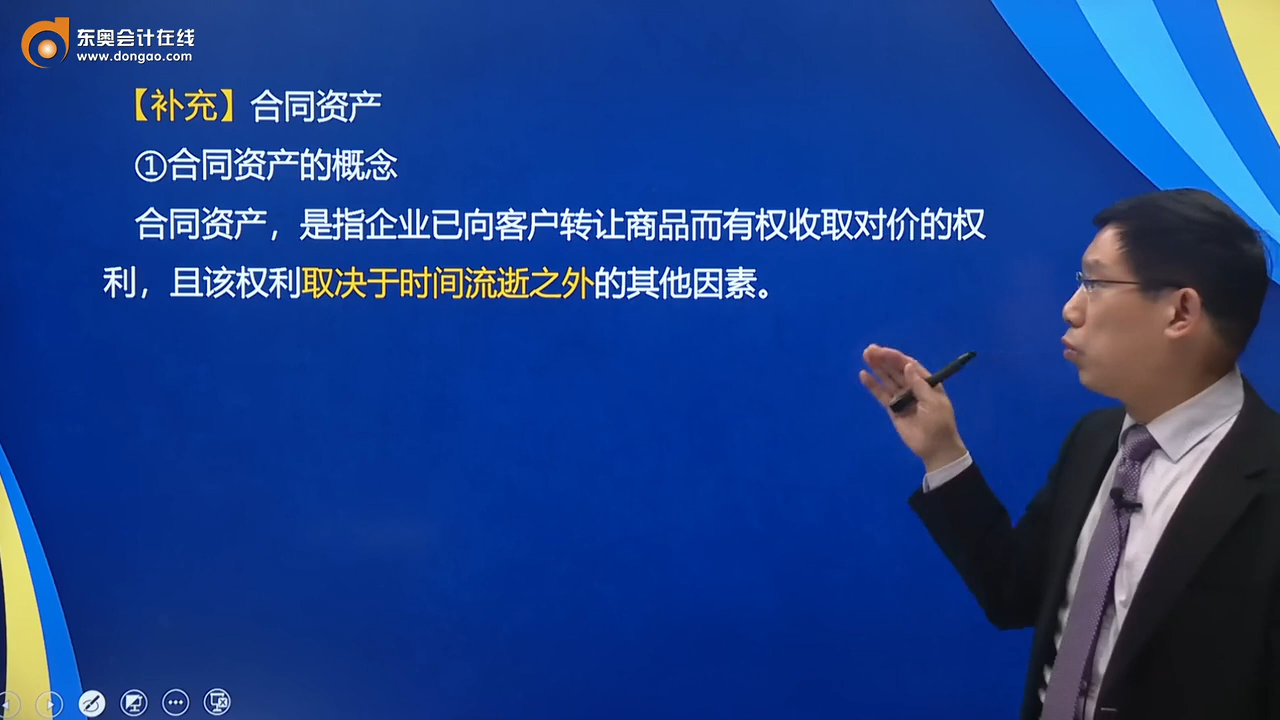 东奥会计在线
www.dongao.com
【补充】合同资产
①合同资产的概念
合同资产，是指企业已向客户转让商品而有权收取对价的权
利，且该权利取决于时间流逝之外的其他因素。